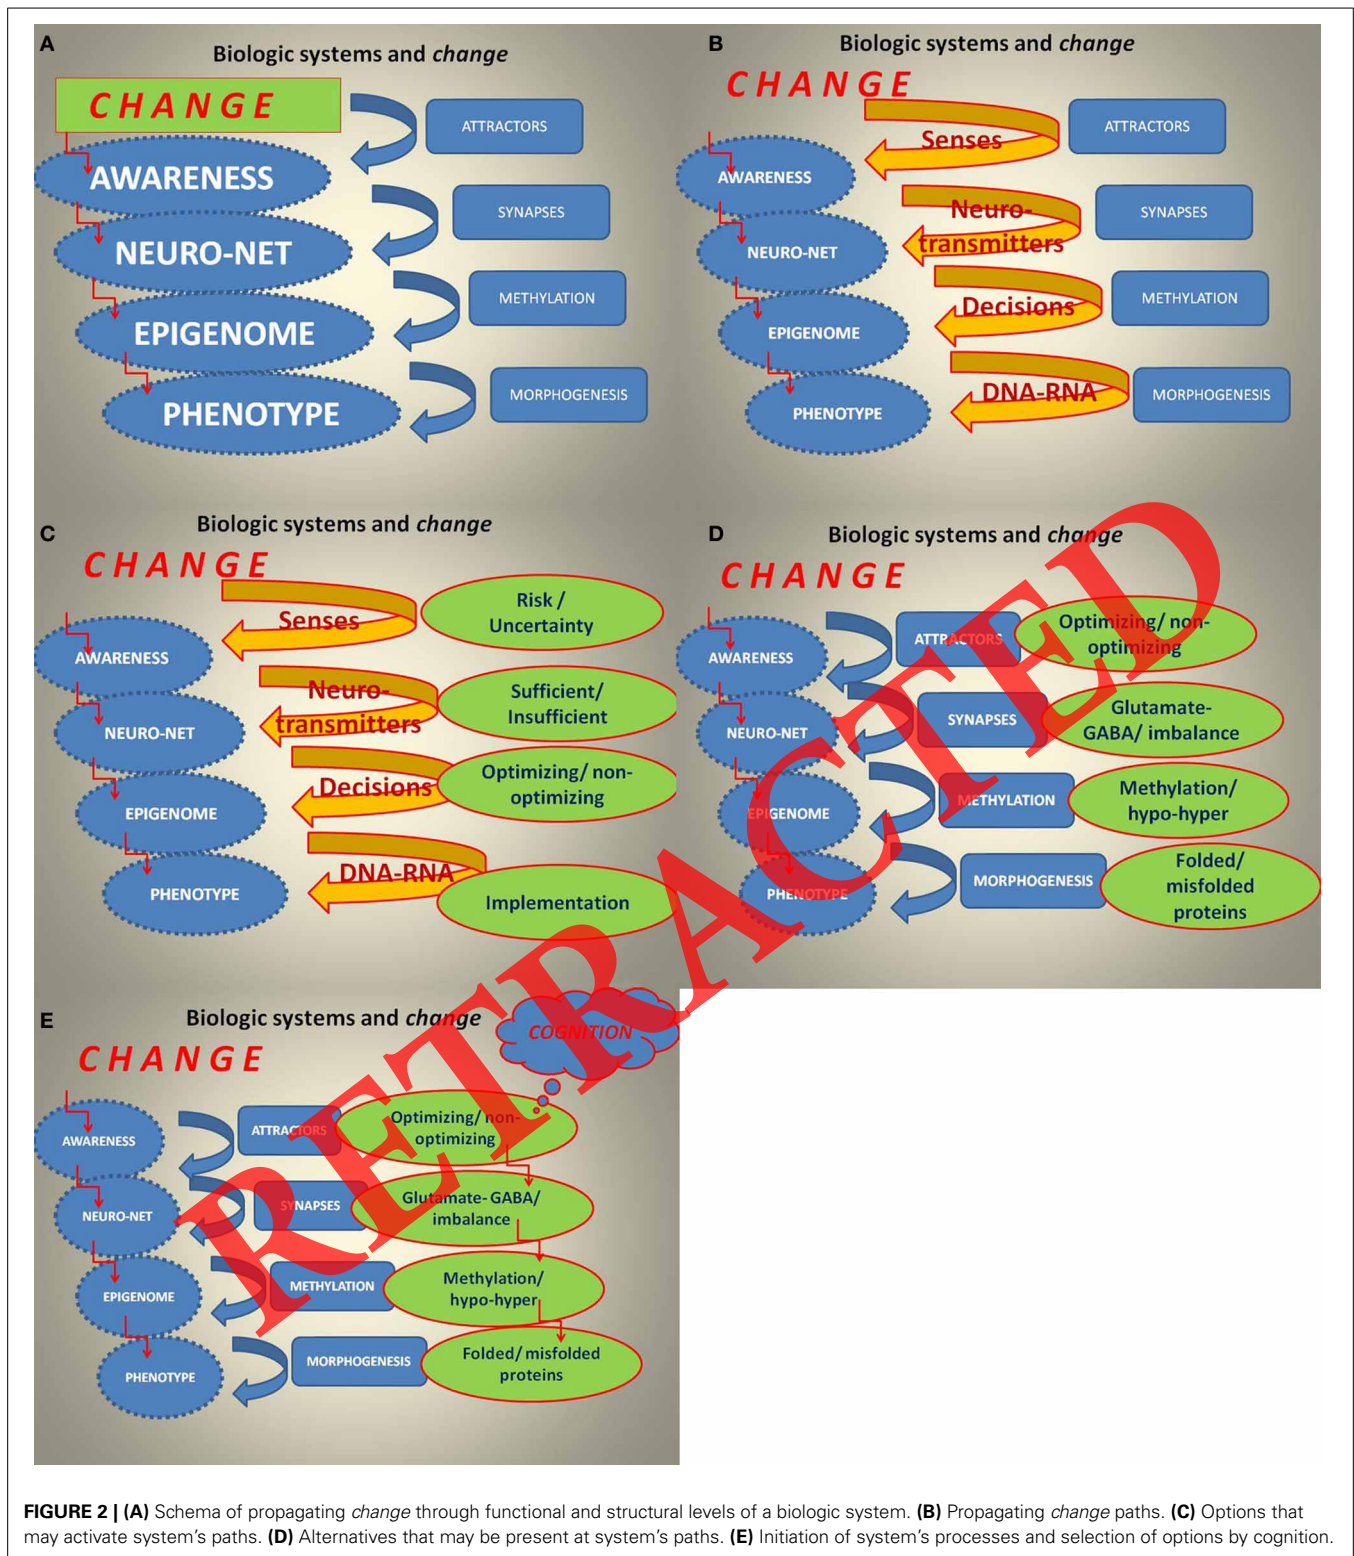 A
Biologic systems and change
CHANGE
ATTRACTORS
AWARENESS
SYNAPSES
NEURO-NET
METHYLATION
EPIGENOME
MORPHOGENESIS
PHENOTYPE
B
Biologic systems and change
CHANGE
ATTRACTORS
Senses
AWARENESS
SYNAPSES
Neuro-
transmitters
NEURO-NET
METHYLATION
Decisions
EPIGENOME
MORPHOGENESIS
DNA-RNA
PHENOTYPE
C
Biologic systems and change
CHANGE
Risk /
Uncertainty
Senses
AWARENESS
Sufficient/
Insufficient
Neuro-
transmitters
NEURO-NET
Optimizing/ non-
optimizing
Decisions
EPIGENOME
DNA-RNA
PHENOTYPE
Implementation
D
Biologic systems and change
CHANGE
ATTRACTORS
Optimizing/ non-
optimizing
AWARENESS
SYNAPSES
Glutamate-
GABA/ imbalance
NEURO-NET
METHYLATION
Methylation/
hypo-hyper
EPIGENOME
MORPHOGENESIS
Folded/
misfolded
proteins
PHENOTYPE
E
Biologic systems and change
COGNITION
CHANGE
ATTRACTORS
Optimizing/ non-
optimizing
AWARENESS
SYNAPSES
Glutamate- GABA/
imbalance
NEURO-NET
METHYLATION
Methylation/
hypo-hyper
EPIGENOME
MORPHOGENESIS
Folded/ misfolded
proteins
PHENOTYPE
RETRACTED
FIGURE 2 | (A) Schema of propagating change through functional and structural levels of a biologic system. (B) Propagating change paths. (C) Options that
may activate system's paths. (D) Alternatives that may be present at system's paths. (E) Initiation of system's processes and selection of options by cognition.